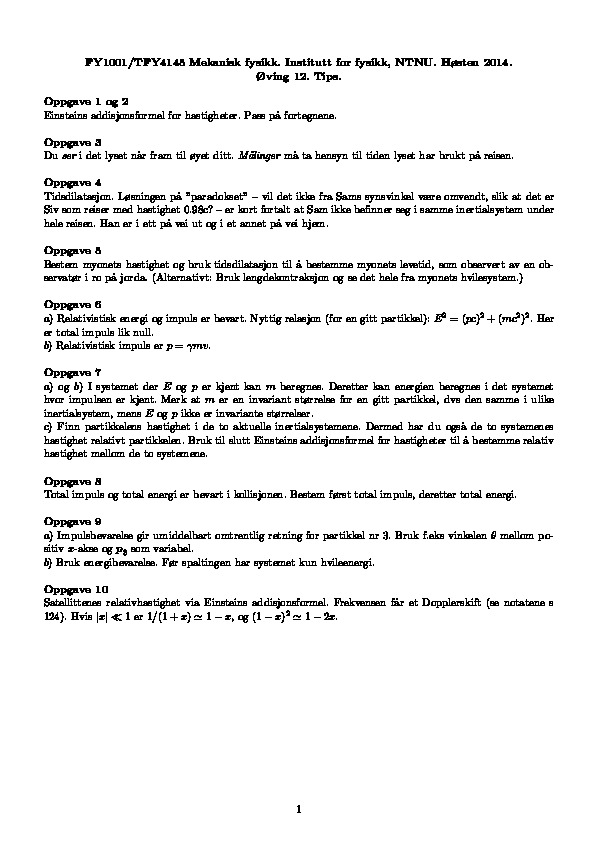 FY1001/TFY4145 Mekanisk fysikk. Institutt for fysikk, NTNU. Høsten 2014.
Øving 12. Tips.
Oppgave 1 og 2
Einsteins addisjonsformel for hastigheter. Pass på fortegnene.
Oppgave 3
Du ser i det lyset når fram til øyet ditt. Målinger må ta hensyn til tiden lyset har brukt på reisen.
Oppgave 4
Tidsdilatasjon. Løsningen på "paradokset" – vil det ikke fra Sams synsvinkel være omvendt, slik at det er
Siv som reiser med hastighet 0.98c? – er kort fortalt at Sam ikke befinner seg i samme inertialsystem under
hele reisen. Han er i ett på vei ut og i et annet på vei hjem.
Oppgave 5
Bestem myonets hastighet og bruk tidsdilatasjon til å bestemme myonets levetid, som observert av en ob-
servatør i ro på jorda. (Alternativt: Bruk lengdekontraksjon og se det hele fra myonets hvilesystem.)
Oppgave 6
a) Relativistisk energi og impuls er bevart. Nyttig relasjon (for en gitt partikkel): E² = (pc)² + (mc²)². Her
er total impuls lik null.
b) Relativistisk impuls er p = γmv.
Oppgave 7
a) og b) I systemet der E og p er kjent kan m beregnes. Deretter kan energien beregnes i det systemet
hvor impulsen er kjent. Merk at m er en invariant størrelse for en gitt partikkel, dvs den samme i ulike
inertialsystem, mens E og p ikke er invariante størrelser.
c) Finn partikkelens hastighet i de to aktuelle inertialsystemene. Dermed har du også de to systemenes
hastighet relativt partikkelen. Bruk til slutt Einsteins addisjonsformel for hastigheter til å bestemme relativ
hastighet mellom de to systemene.
Oppgave 8
Total impuls og total energi er bevart i kollisjonen. Bestem først total impuls, deretter total energi.
Oppgave 9
a) Impulsbevarelse gir umiddelbart omtrentlig retning for partikkel nr 3. Bruk f.eks vinkelen θ mellom po-
sitiv x-akse og p₃ som variabel.
b) Bruk energibevarelse. Før spaltingen har systemet kun hvileenergi.
Oppgave 10
Satellittenes relativhastighet via Einsteins addisjonsformel. Frekvensen får et Dopplerskift (se notatene s
124). Hvis |x| ≪ 1 er 1/(1 + x) ≃ 1 − x, og (1 − x)² ≃ 1 − 2x.
1